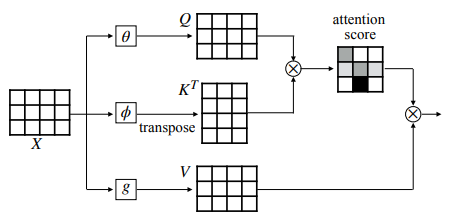 Q
attention
score
θ
K^T
ϕ
transpose
X
V
g